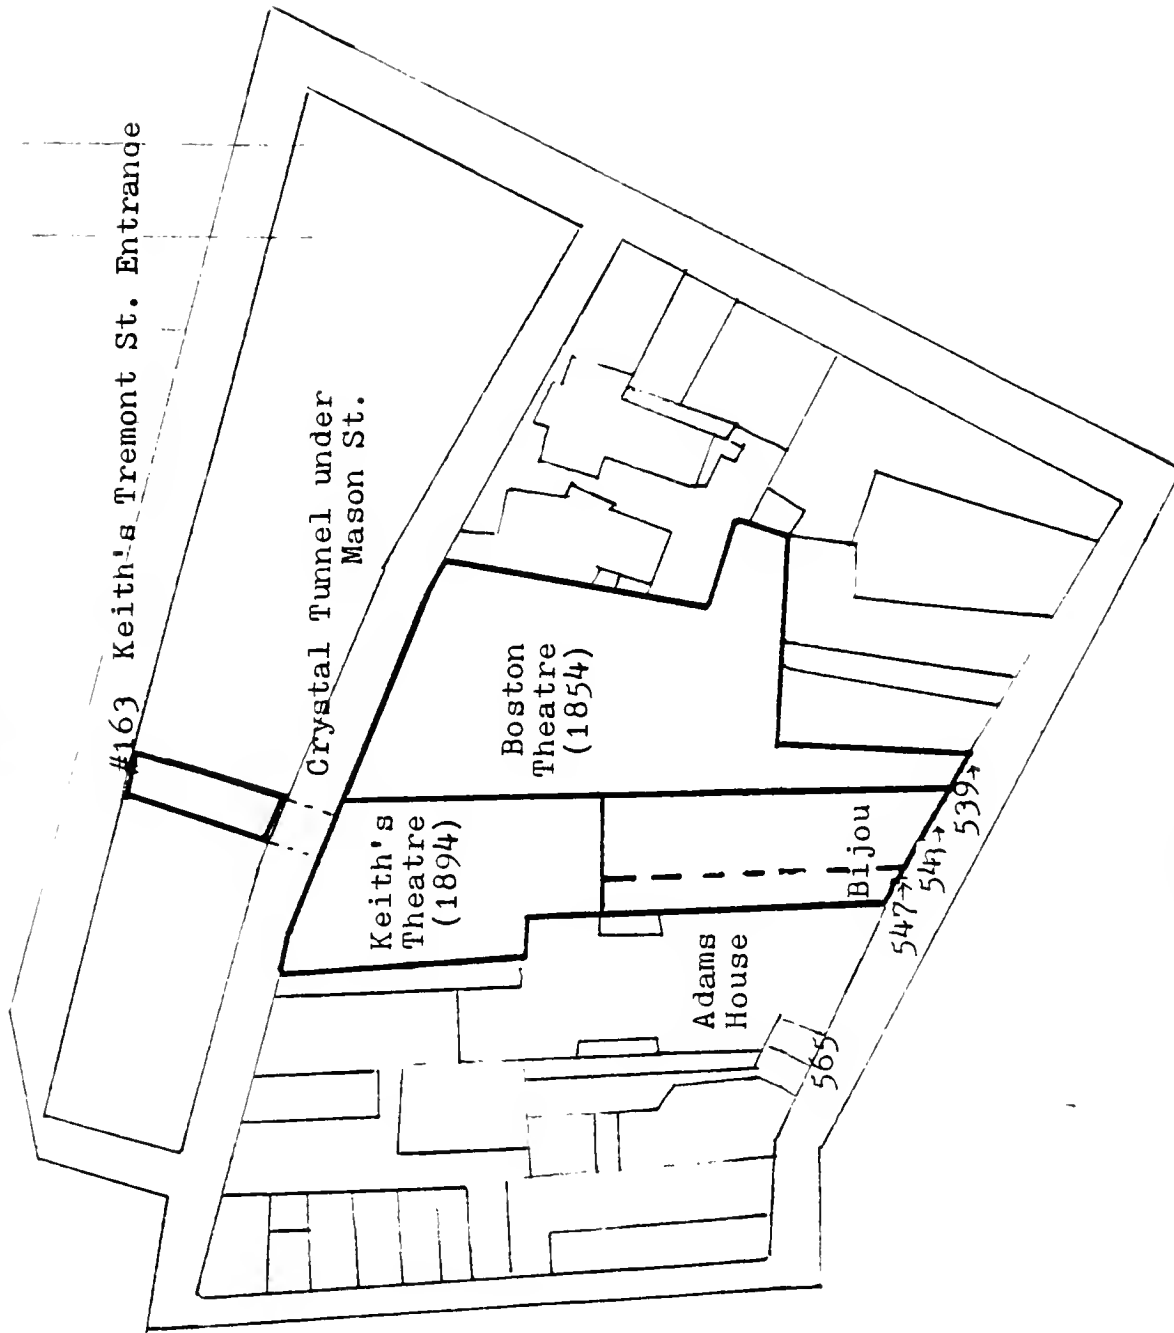 #163 Keith's Tremont St. Entrance
Crystal Tunnel under
Mason St.
Boston
Theatre
(1854)
Keith's
Theatre
(1894)
Bijou
Adams
House
539→
543→
547→
565